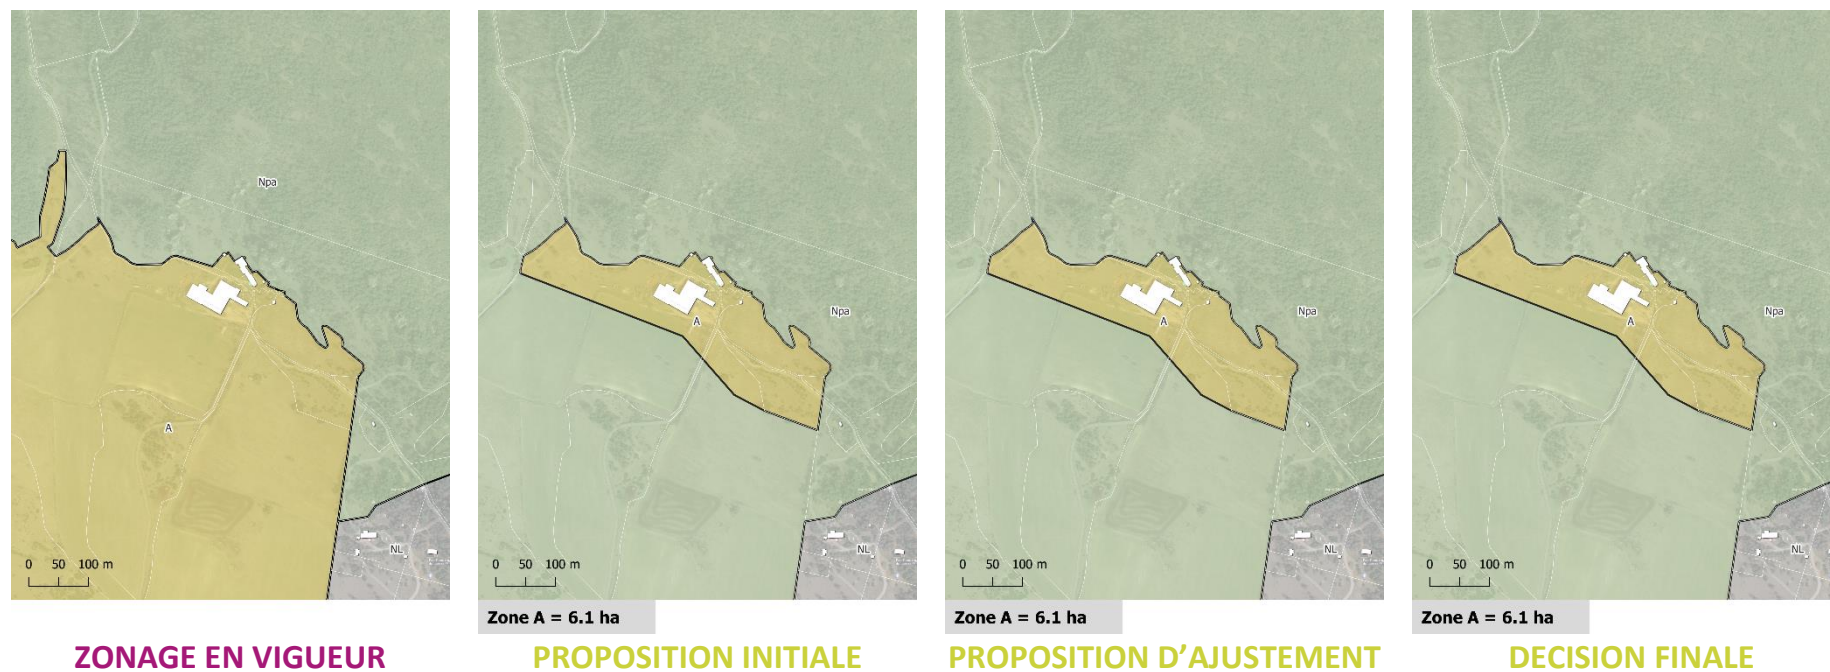 Npa
A
NL
0 50 100 m
ZONAGE EN VIGUEUR
Npa
A
NL
0 50 100 m
Zone A = 6.1 ha
PROPOSITION INITIALE
Npa
A
NL
0 50 100 m
Zone A = 6.1 ha
PROPOSITION D’AJUSTEMENT
Npa
A
NL
0 50 100 m
Zone A = 6.1 ha
DECISION FINALE